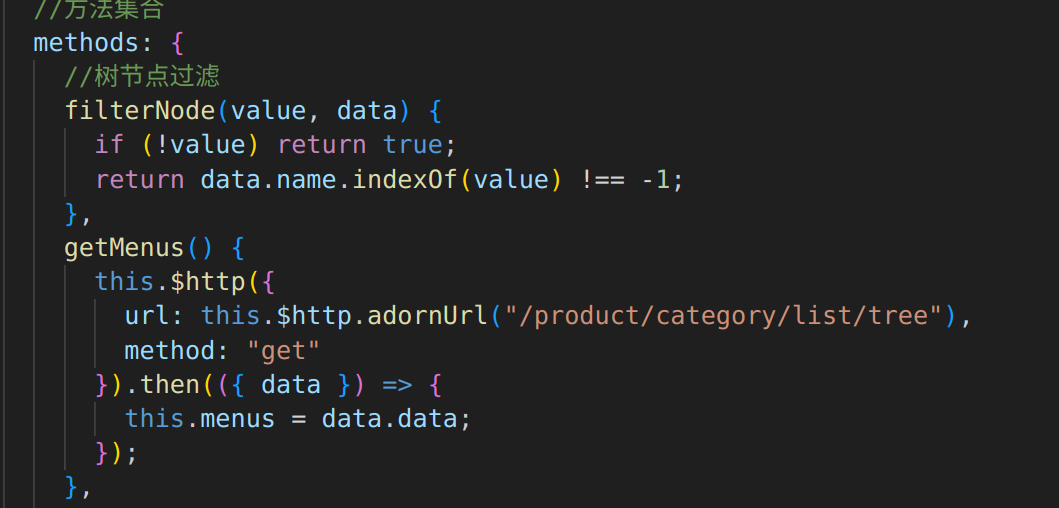 //方法集合
methods: {
//树节点过滤
filterNode(value, data) {
if (!value) return true;
return data.name.indexOf(value) !== -1;
},
getMenus() {
this.$http({
url: this.$http.adornUrl("/product/category/list/tree"),
method: "get"
}).then(({ data }) => {
this.menus = data.data;
});
},